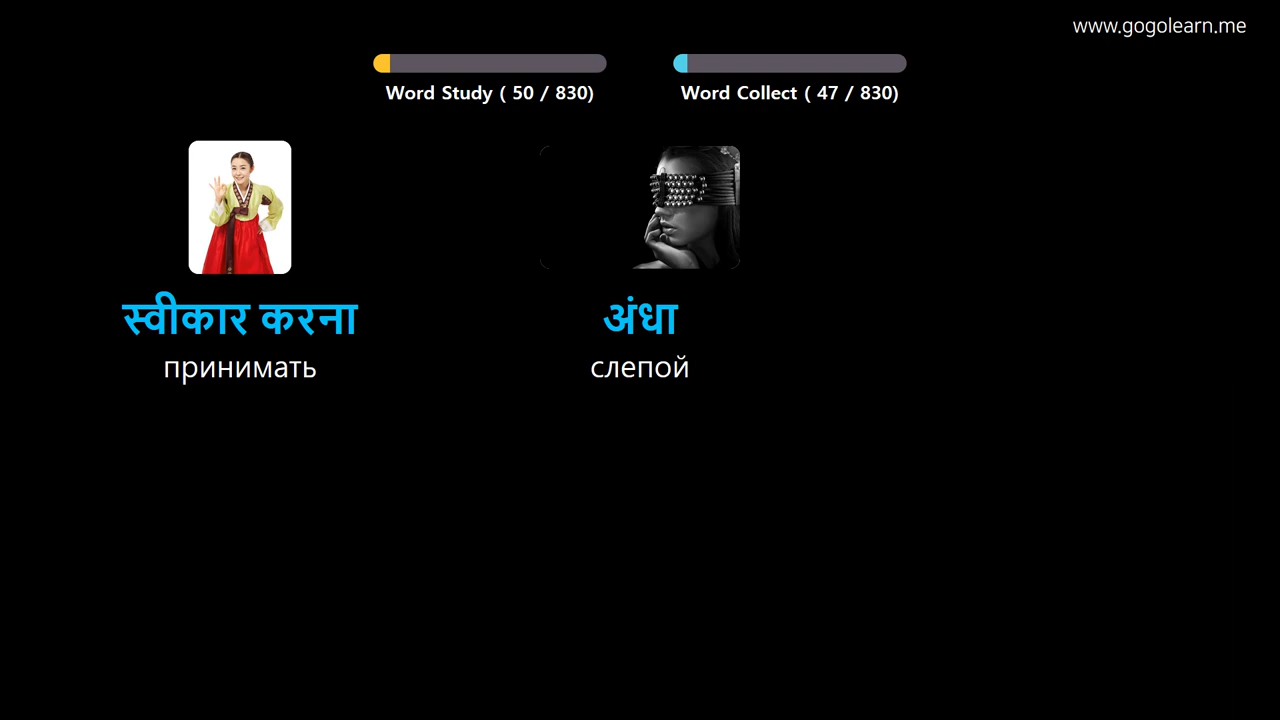 www.gogolearn.me
Word Study ( 50 / 830)
Word Collect ( 47 / 830)
स्वीकार करना
принимать
अंधा
слепой